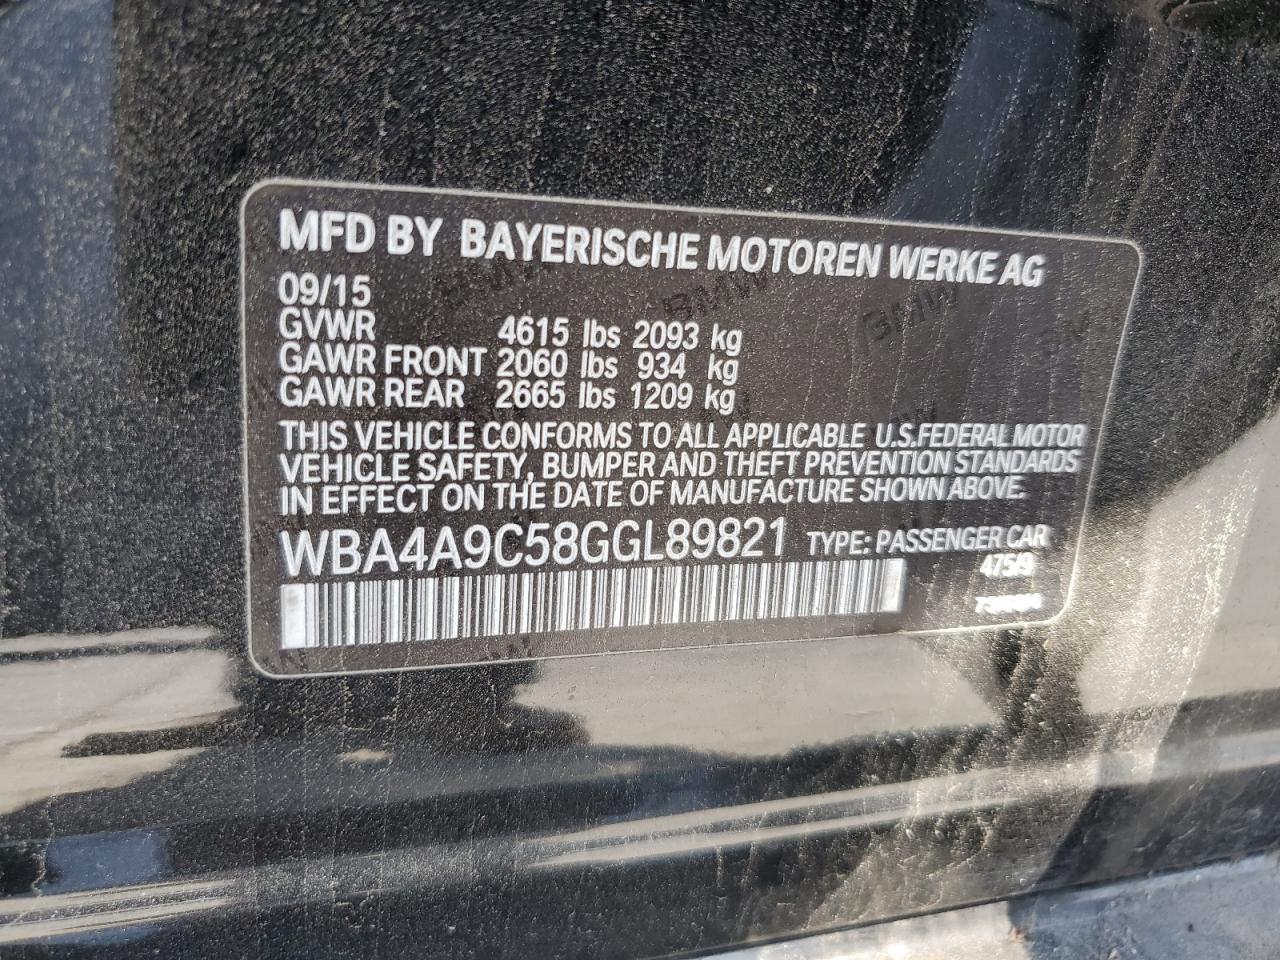 MFD BY BAYERISCHE MOTOREN WERKE AG
09/15
GVWR 4615 lbs 2093 kg
GAWR FRONT 2060 lbs 934 kg
GAWR REAR 2665 lbs 1209 kg
THIS VEHICLE CONFORMS TO ALL APPLICABLE U.S.FEDERAL MOTOR
VEHICLE SAFETY, BUMPER AND THEFT PREVENTION STANDARDS
IN EFFECT ON THE DATE OF MANUFACTURE SHOWN ABOVE.
WBA4A9C58GGL89821 TYPE: PASSENGER CAR
475/9